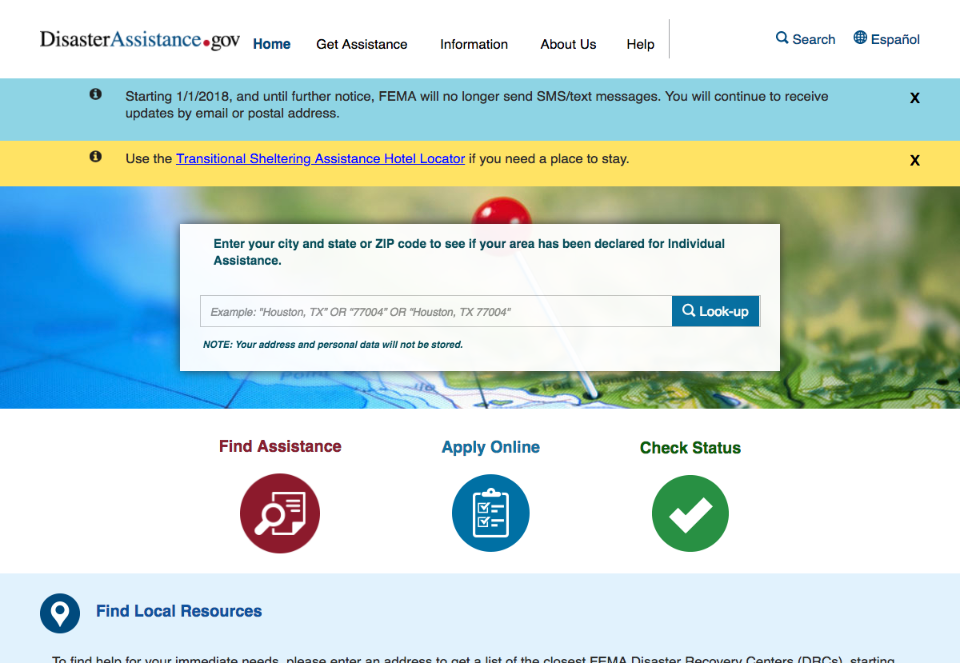 DisasterAssistance.gov
Home
Get Assistance
Information
About Us
Help
Search
Español
Starting 1/1/2018, and until further notice, FEMA will no longer send SMS/text messages. You will continue to receive
updates by email or postal address.
X
Use the Transitional Sheltering Assistance Hotel Locator if you need a place to stay.
X
Enter your city and state or ZIP code to see if your area has been declared for Individual
Assistance.
Example: "Houston, TX" OR "77004" OR "Houston, TX 77004"
Look-up
NOTE: Your address and personal data will not be stored.
Point
Find Assistance
Apply Online
Check Status
Find Local Resources
To find help for your immediate needs, please enter an address to get a list of the closest FEMA Disaster Recovery Centers (DRCs), starting